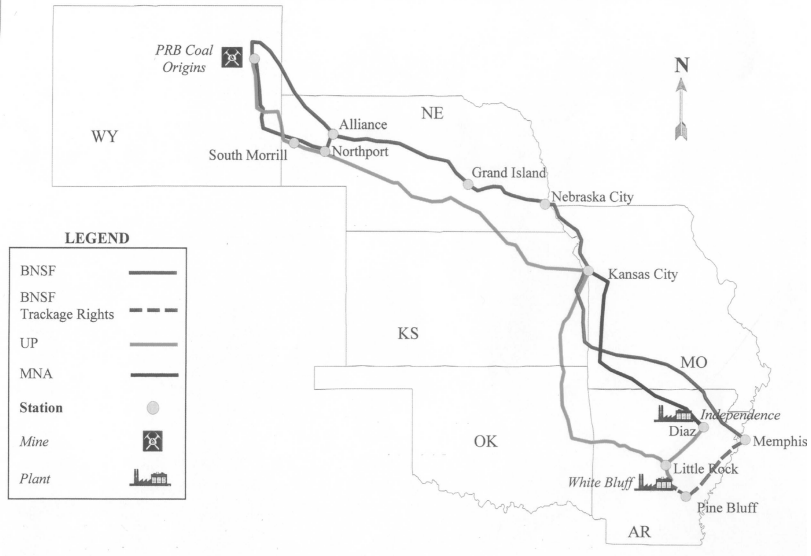 PRB Coal
Origins
N
WY
NE
Alliance
South Morrill
Northport
Grand Island
Nebraska City
LEGEND
BNSF
BNSF
Trackage Rights
UP
MNA
Station
Mine
Plant
Kansas City
KS
MO
Independence
Diaz
OK
Memphis
Little Rock
White Bluff
Pine Bluff
AR